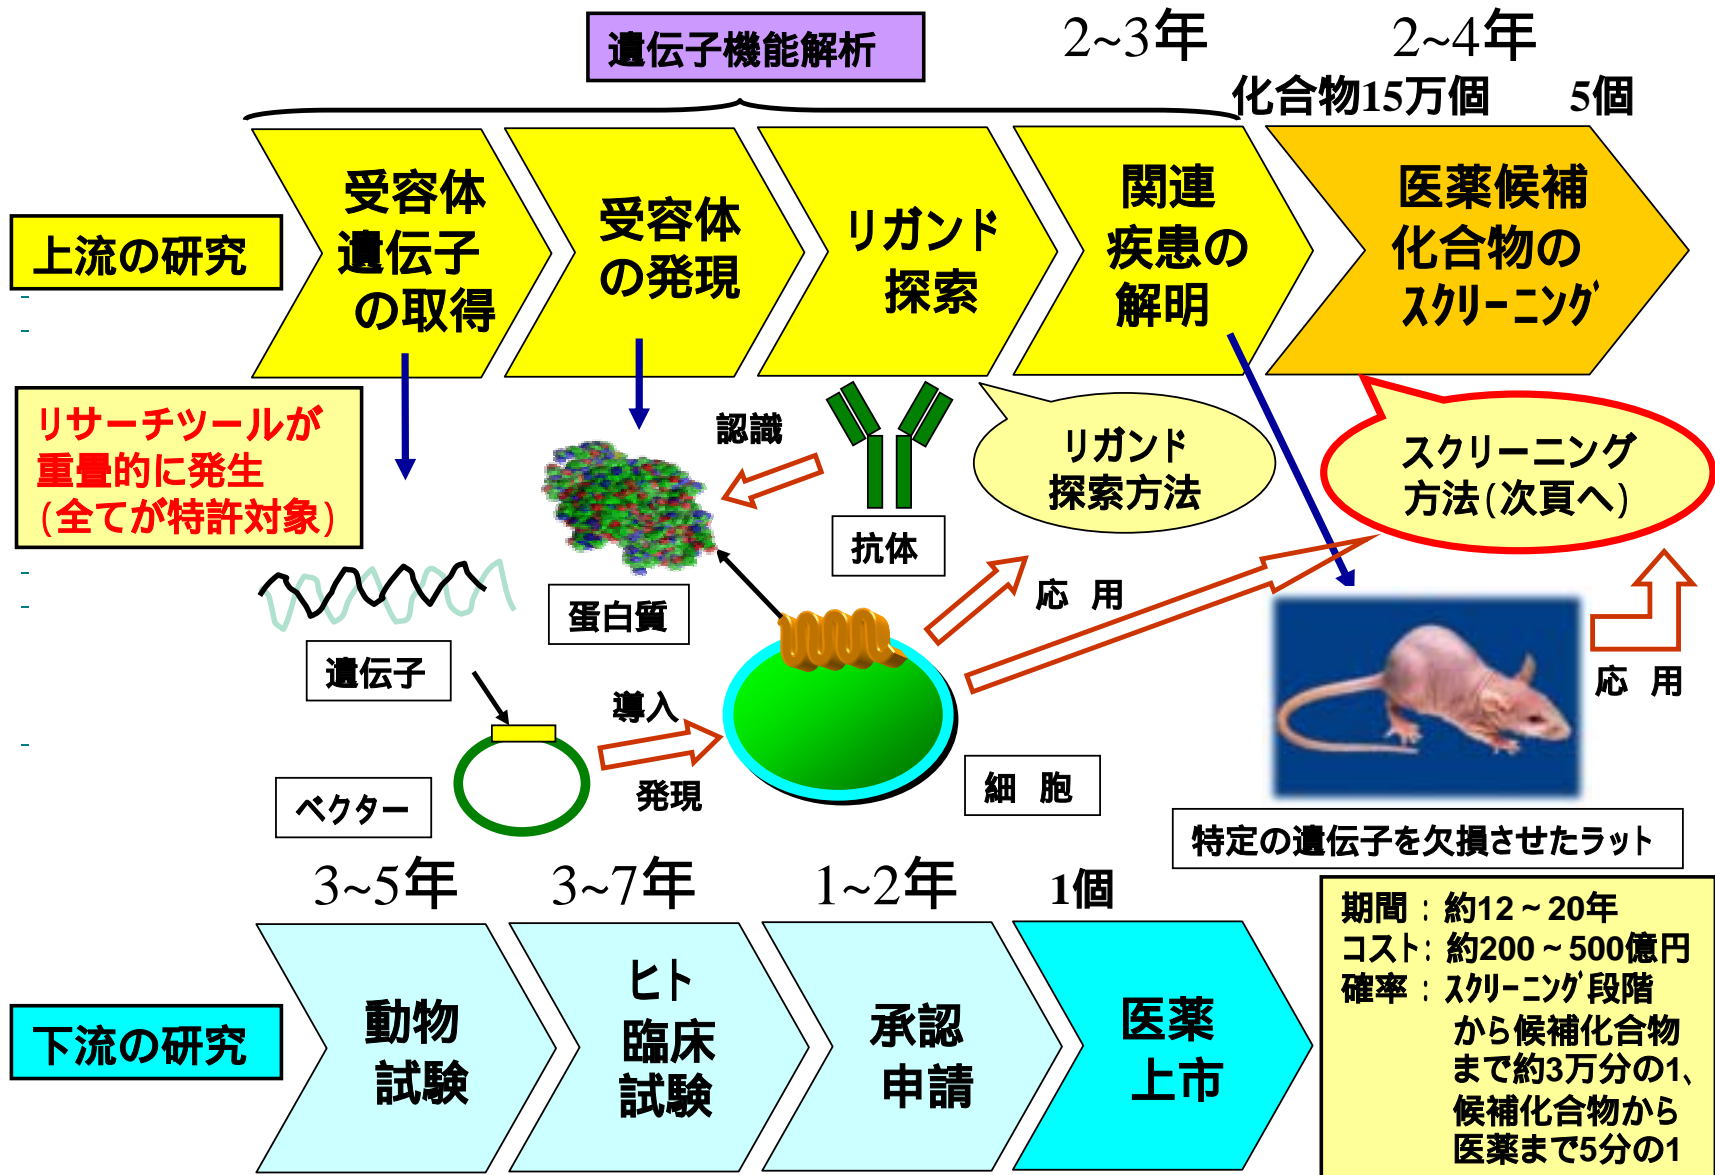 遺伝子機能解析
2~3年
2~4年
化合物15万個
5個
上流の研究
受容体
遺伝子
の取得
受容体
の発現
リガンド
探索
関連
疾患の
解明
医薬候補
化合物の
ｽｸﾘｰﾆﾝｸﾞ
リサーチツールが
重畳的に発生
(全てが特許対象)
認識
抗体
リガンド
探索方法
スクリーニング
方法(次頁へ)
蛋白質
遺伝子
応 用
応 用
導入
発現
ベクター
細 胞
特定の遺伝子を欠損させたラット
3~5年
3~7年
1~2年
1個
下流の研究
動物
試験
ヒト
臨床
試験
承認
申請
医薬
上市
期間：約12～20年
コスト：約200～500億円
確率：ｽｸﾘｰﾆﾝｸﾞ段階
から候補化合物
まで約3万分の1、
候補化合物から
医薬まで5分の1